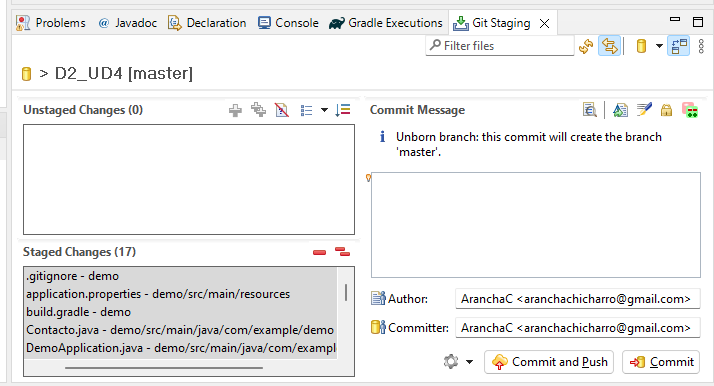 Problems @ Javadoc Declaration Console Gradle Executions Git Staging
Filter files
> D2_UD4 [master]
Unstaged Changes (0)
Commit Message
Unborn branch: this commit will create the branch
'master'.
Staged Changes (17)
.gitignore - demo
application.properties - demo/src/main/resources
build.gradle - demo
Contacto.java - demo/src/main/java/com/example/demo
DemoApplication.java - demo/src/main/java/com/exampl
Author: AranchaC <aranchachicharro@gmail.com>
Committer: AranchaC <aranchachicharro@gmail.com>
Commit and Push
Commit